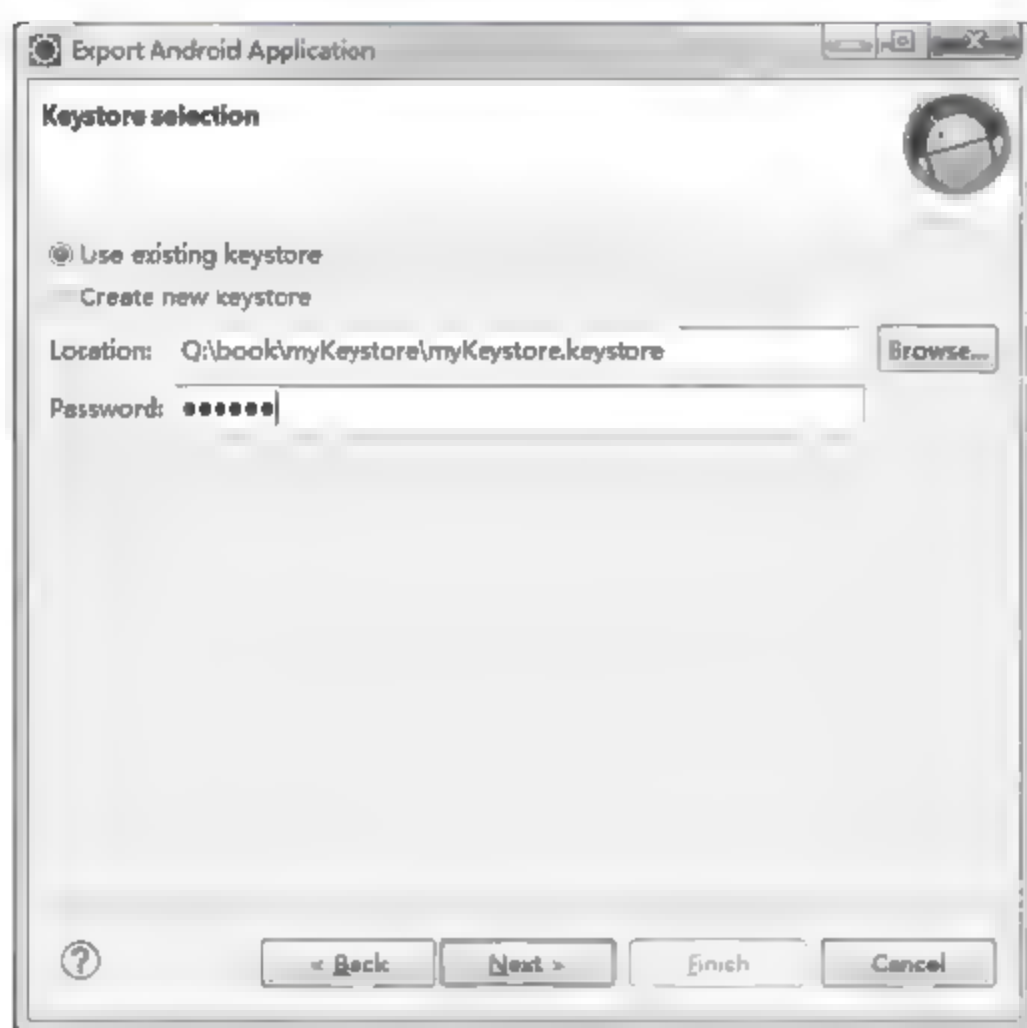 Export Android Application
Keystore selection
Use existing keystore
Create new keystore
Location: Q:\book\myKeystore\myKeystore.keystore Browse...
Password: ●●●●●●
< Back Next > Finish Cancel